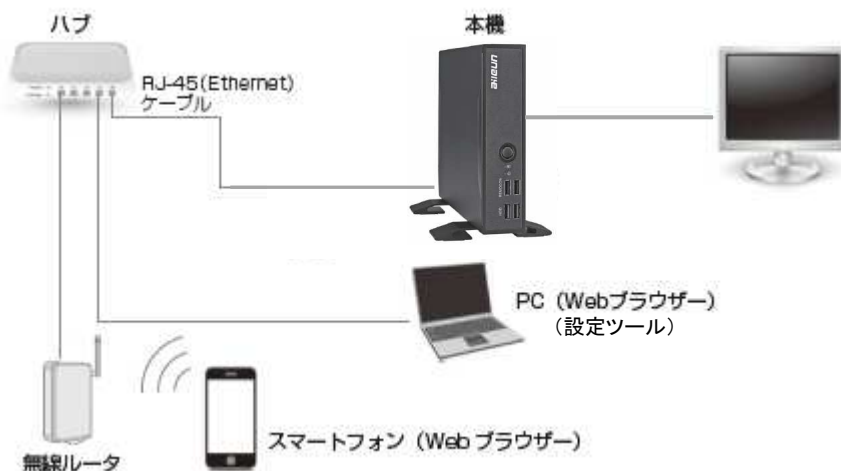 ハブ
本機
RJ-45(Ethernet)
ケーブル
PC（Webブラウザー）
（設定ツール）
スマートフォン（Web ブラウザー）
無線ルータ